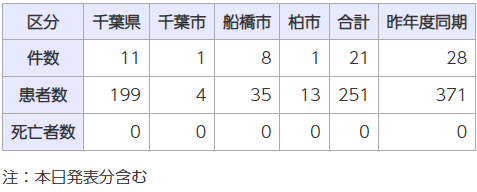 区分 千葉県 千葉市 船橋市 柏市 合計 昨年度同期
件数 11 1 8 1 21 28
患者数 199 4 35 13 251 371
死亡者数 0 0 0 0 0 0
注：本日発表分含む